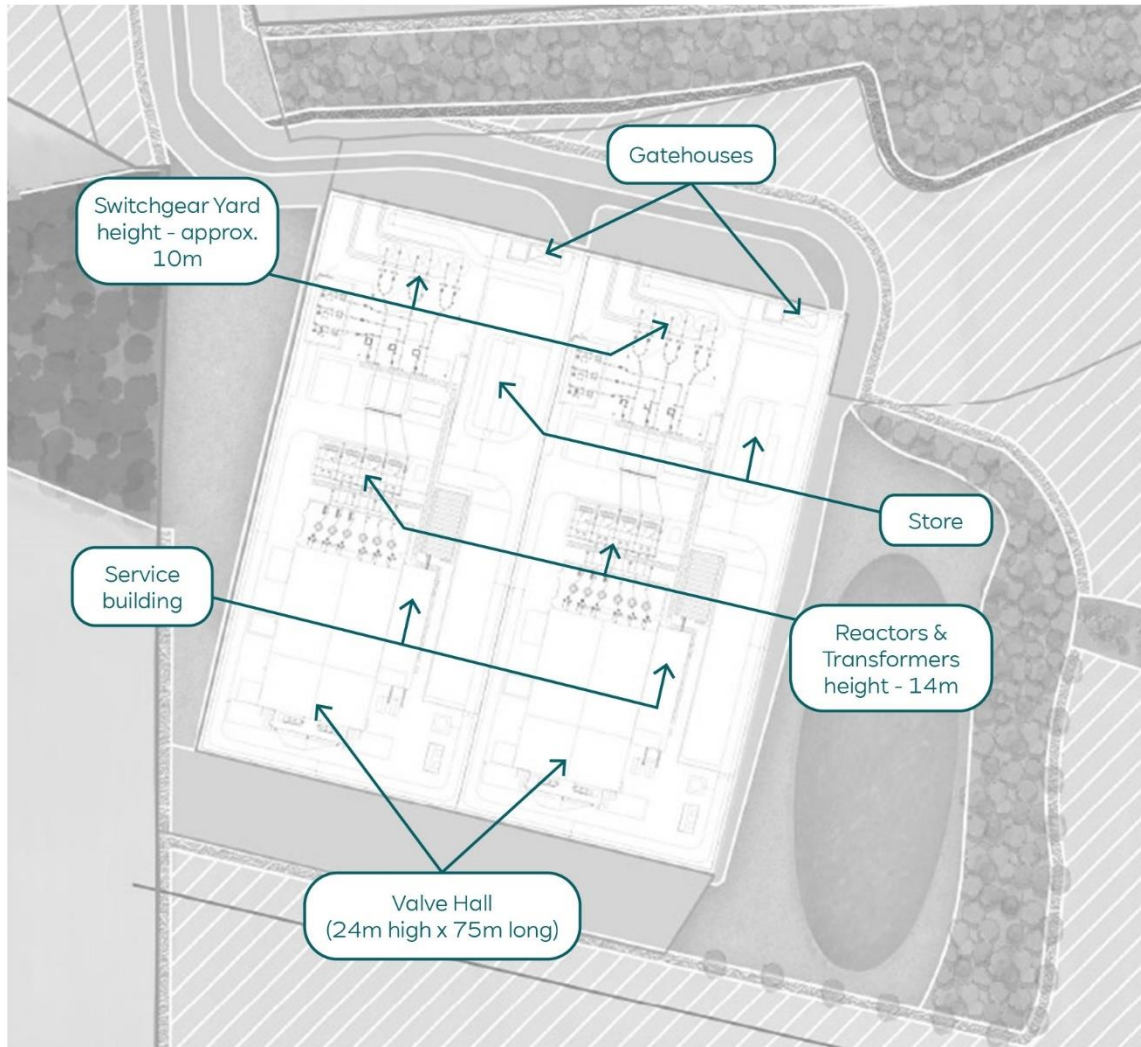 Gatehouses
Switchgear Yard
height - approx.
10m
Store
Service
building
Reactors &
Transformers
height - 14m
Valve Hall
(24m high x 75m long)